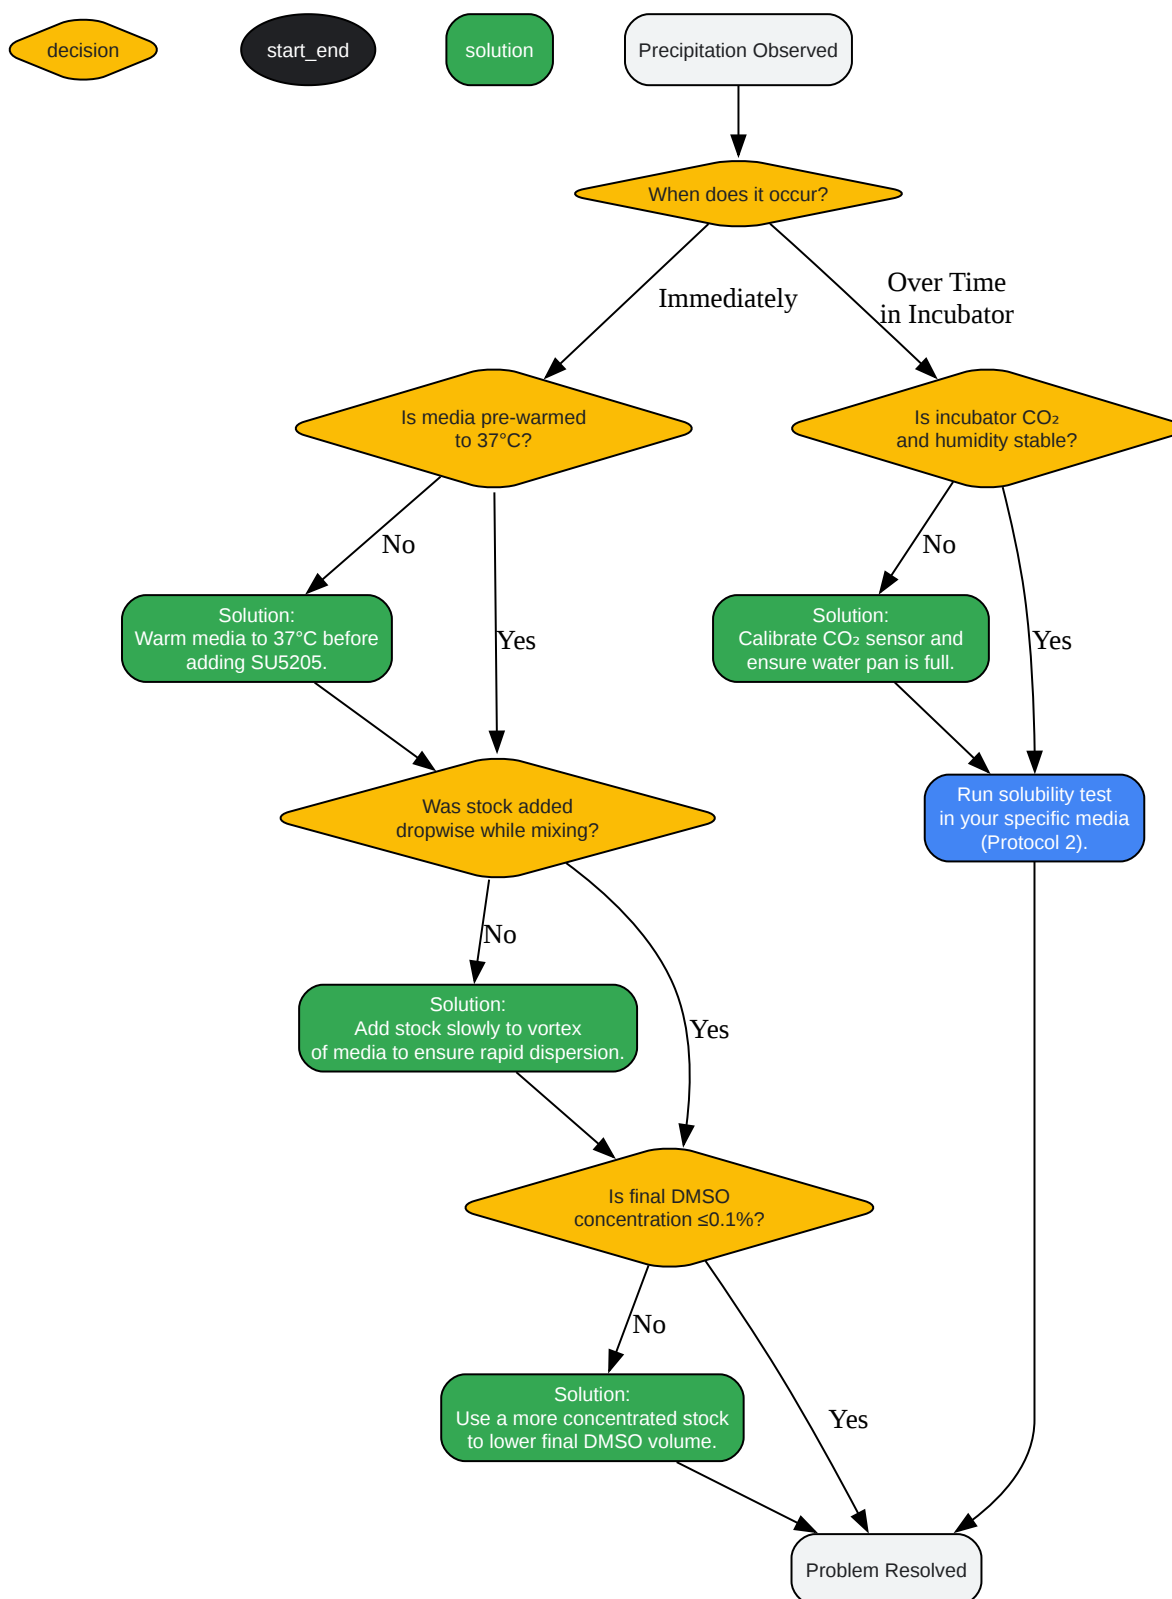 decision
start_end
solution
Precipitation Observed
When does it occur?
Immediately
Over Time
in Incubator
Is media pre-warmed
to 37°C?
Is incubator CO₂
and humidity stable?
No
No
Solution:
Warm media to 37°C before
adding SU5205.
Yes
Solution:
Calibrate CO₂ sensor and
ensure water pan is full.
Yes
Was stock added
dropwise while mixing?
Run solubility test
in your specific media
(Protocol 2).
No
Solution:
Add stock slowly to vortex
of media to ensure rapid dispersion.
Yes
Is final DMSO
concentration ≤0.1%?
No
Solution:
Use a more concentrated stock
to lower final DMSO volume.
Yes
Problem Resolved